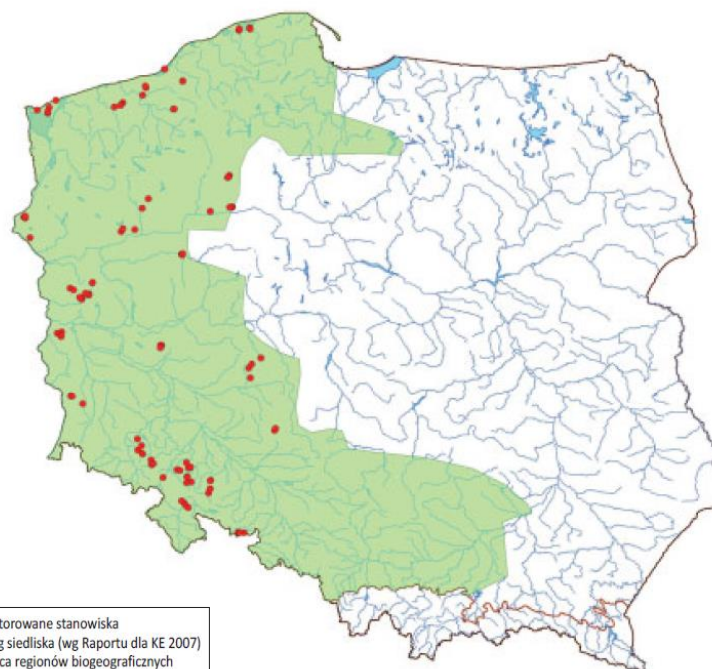 torowane stanowiska
g siedliska (wg Raportu dla KE 2007)
ca regionów biogeograficznych